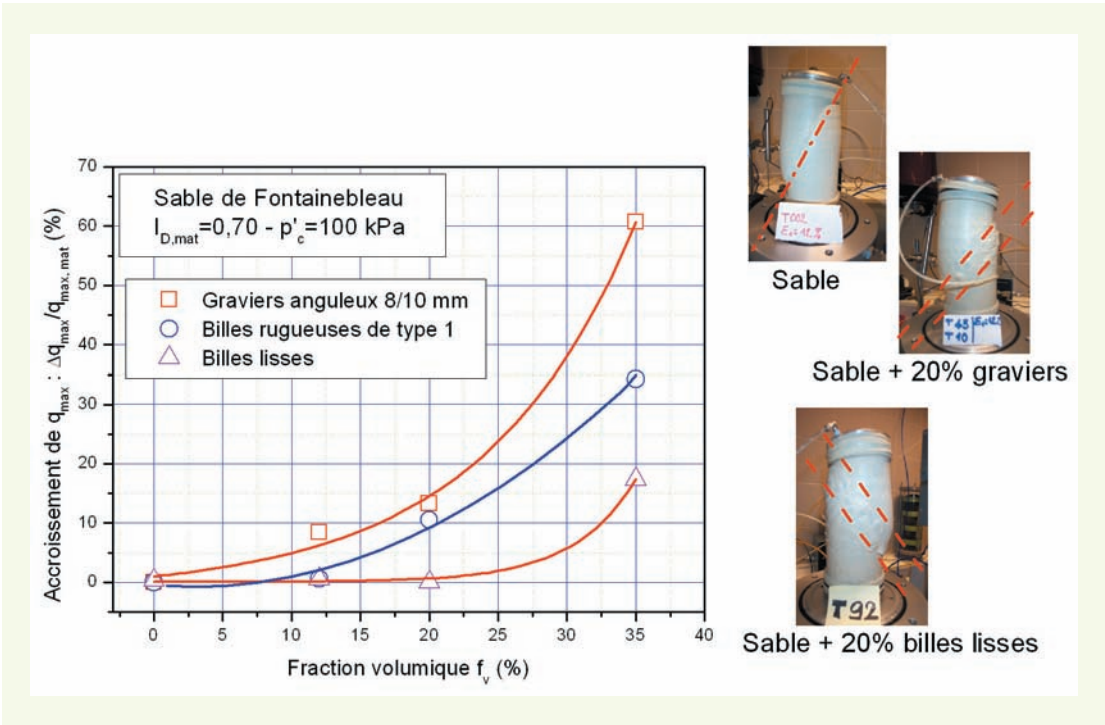 Accroissement de q_max : Δq_max/q_max, mat (%)
70
60
50
40
30
20
10
0
Sable de Fontainebleau
I_D,mat=0,70 - p'_c=100 kPa
Graviers anguleux 8/10 mm
Billes rugueuses de type 1
Billes lisses
0 5 10 15 20 25 30 35 40
Fraction volumique f_v (%)
Sable
T 45
T 10
Sable + 20% graviers
T92
Sable + 20% billes lisses